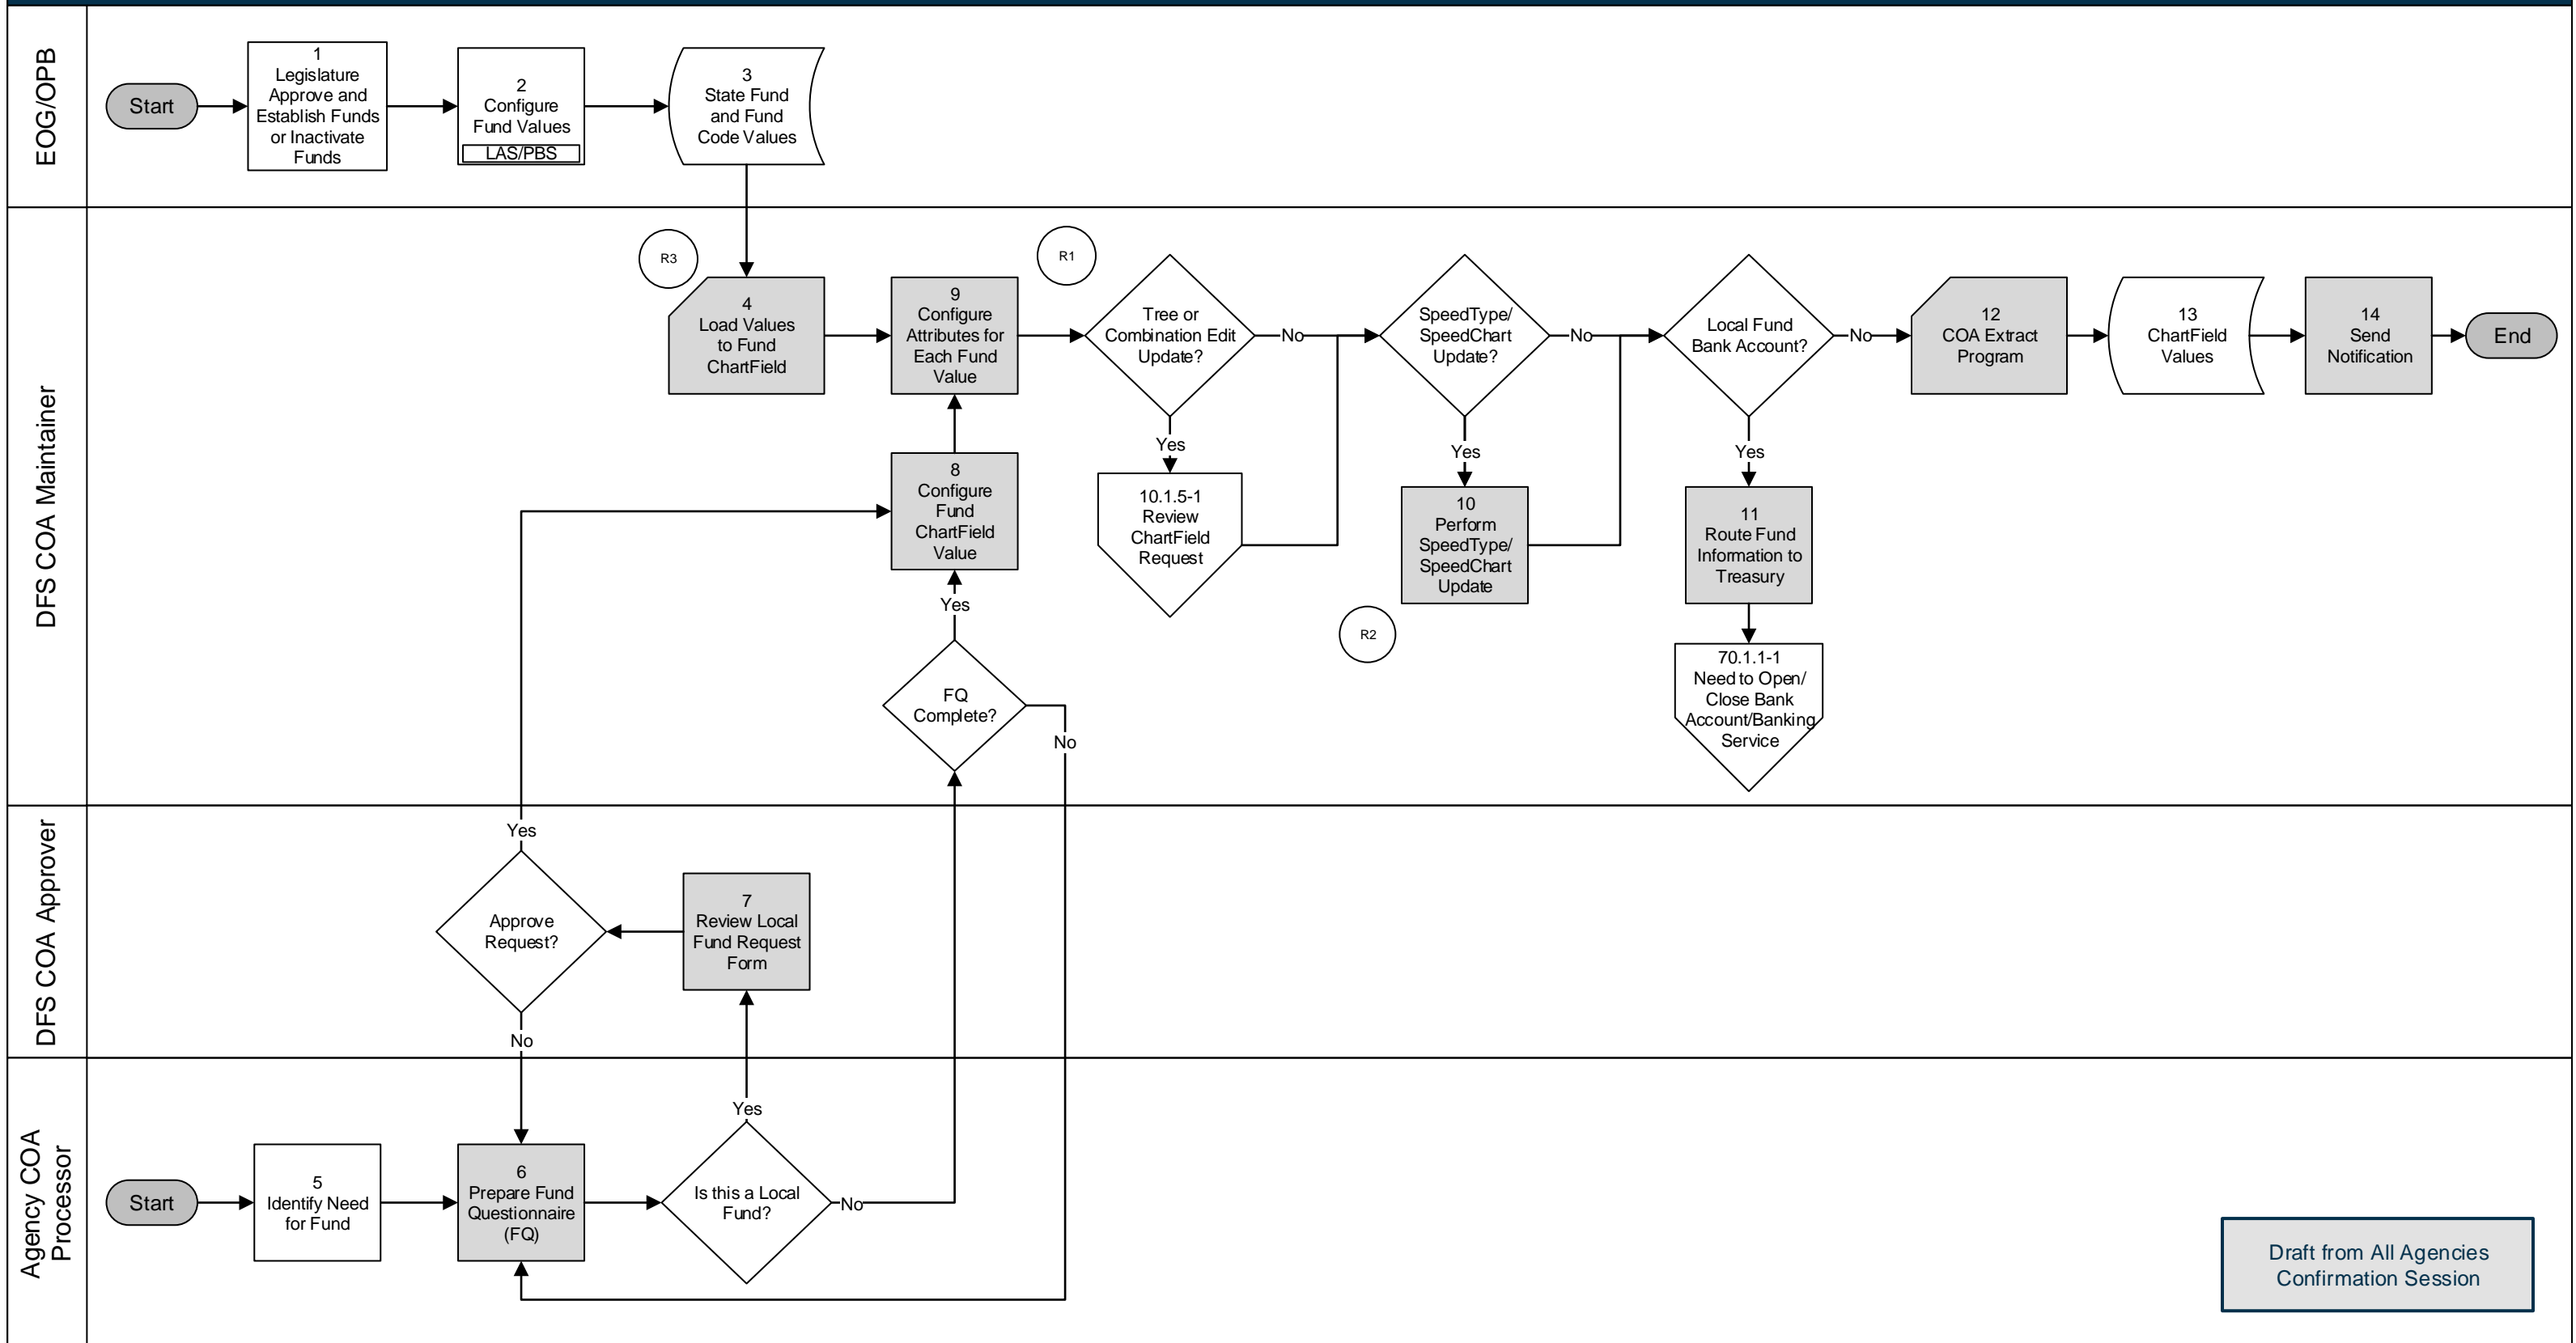 EOG/OPB
Start
1
Legislature
Approve and
Establish Funds
or Inactivate
Funds
2
Configure
Fund Values
LAS/PBS
3
State Fund
and Fund
Code Values
DFS COA Maintainer
R3
4
Load Values
to Fund
ChartField
9
Configure
Attributes for
Each Fund
Value
R1
Tree or
Combination Edit
Update?
No
Yes
10.1.5-1
Review
ChartField
Request
SpeedType/
SpeedChart
Update?
No
Yes
10
Perform
SpeedType/
SpeedChart
Update
R2
Local Fund
Bank Account?
No
Yes
11
Route Fund
Information to
Treasury
70.1.1-1
Need to Open/
Close Bank
Account/Banking
Service
12
COA Extract
Program
13
ChartField
Values
14
Send
Notification
End
8
Configure
Fund
ChartField
Value
Yes
FQ
Complete?
No
DFS COA Approver
Yes
Approve
Request?
No
7
Review Local
Fund Request
Form
Agency COA
Processor
Start
5
Identify Need
for Fund
6
Prepare Fund
Questionnaire
(FQ)
Yes
Is this a Local
Fund?
No
Draft from All Agencies
Confirmation Session